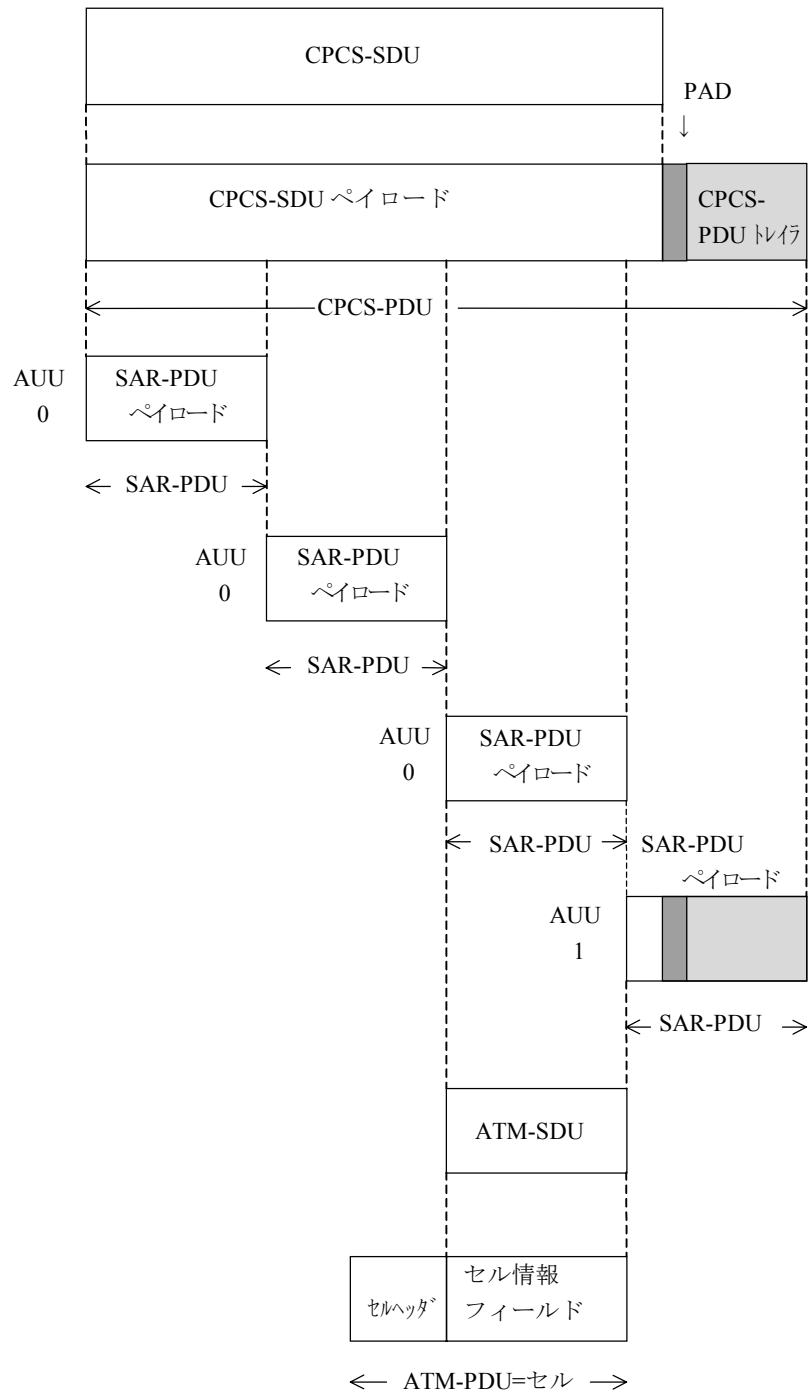 CPCS-SDU
PAD
↓
CPCS-SDU ペイロード
CPCS-
PDU ﾄﾚｲﾗ
CPCS-PDU
AUU
0
SAR-PDU
ペイロード
SAR-PDU
AUU
0
SAR-PDU
ペイロード
SAR-PDU
AUU
0
SAR-PDU
ペイロード
SAR-PDU
SAR-PDU
ペイロード
AUU
1
SAR-PDU
ATM-SDU
ｾﾙﾍｯﾀﾞ
セル情報
フィールド
ATM-PDU=セル